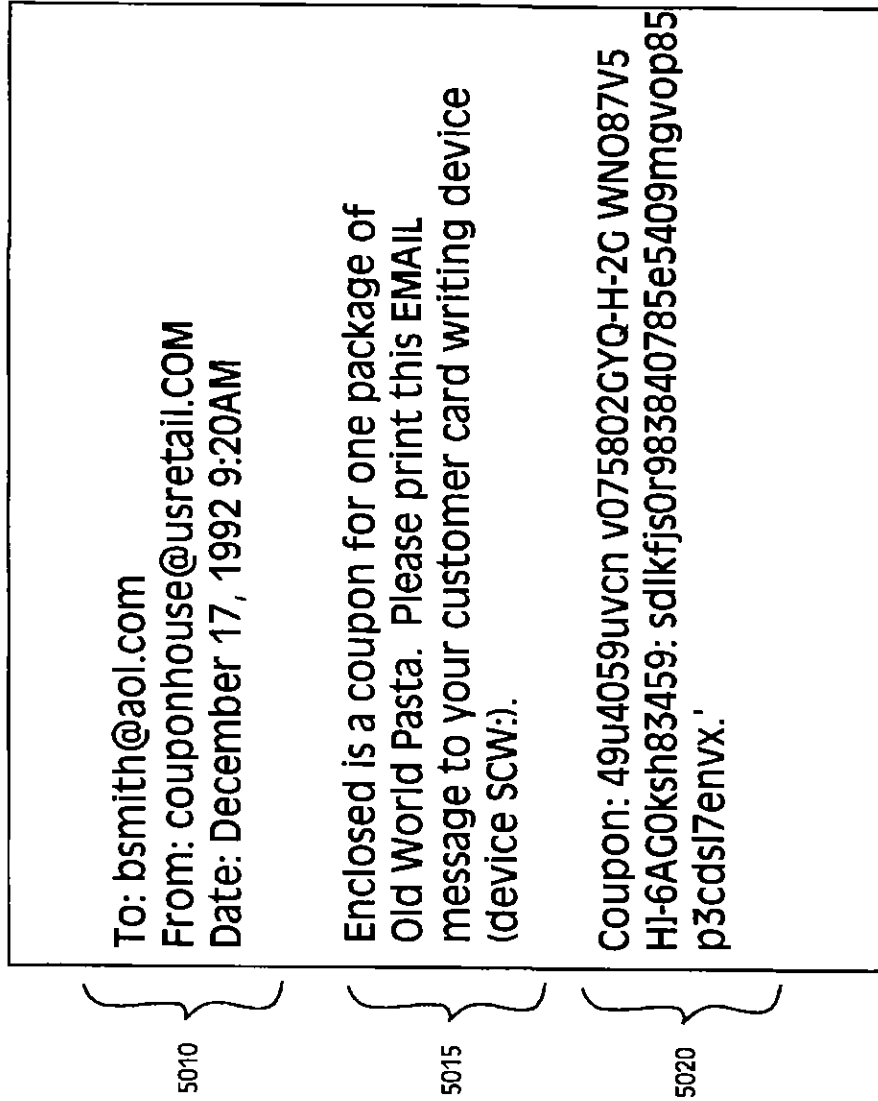 5010
To: bsmith@aol.com
From: couponhouse@usretail.COM
Date: December 17, 1992 9:20AM
5015
Enclosed is a coupon for one package of
Old World Pasta. Please print this EMAIL
message to your customer card writing device
(device SCW:).
5020
Coupon: 49u4059uvcn v075802GYQ-H-2G WNO87V5
HJ-6AG0ksh83459: sdlkfjs0r983840785e5409mgvop85
p3cdsl7envx.'